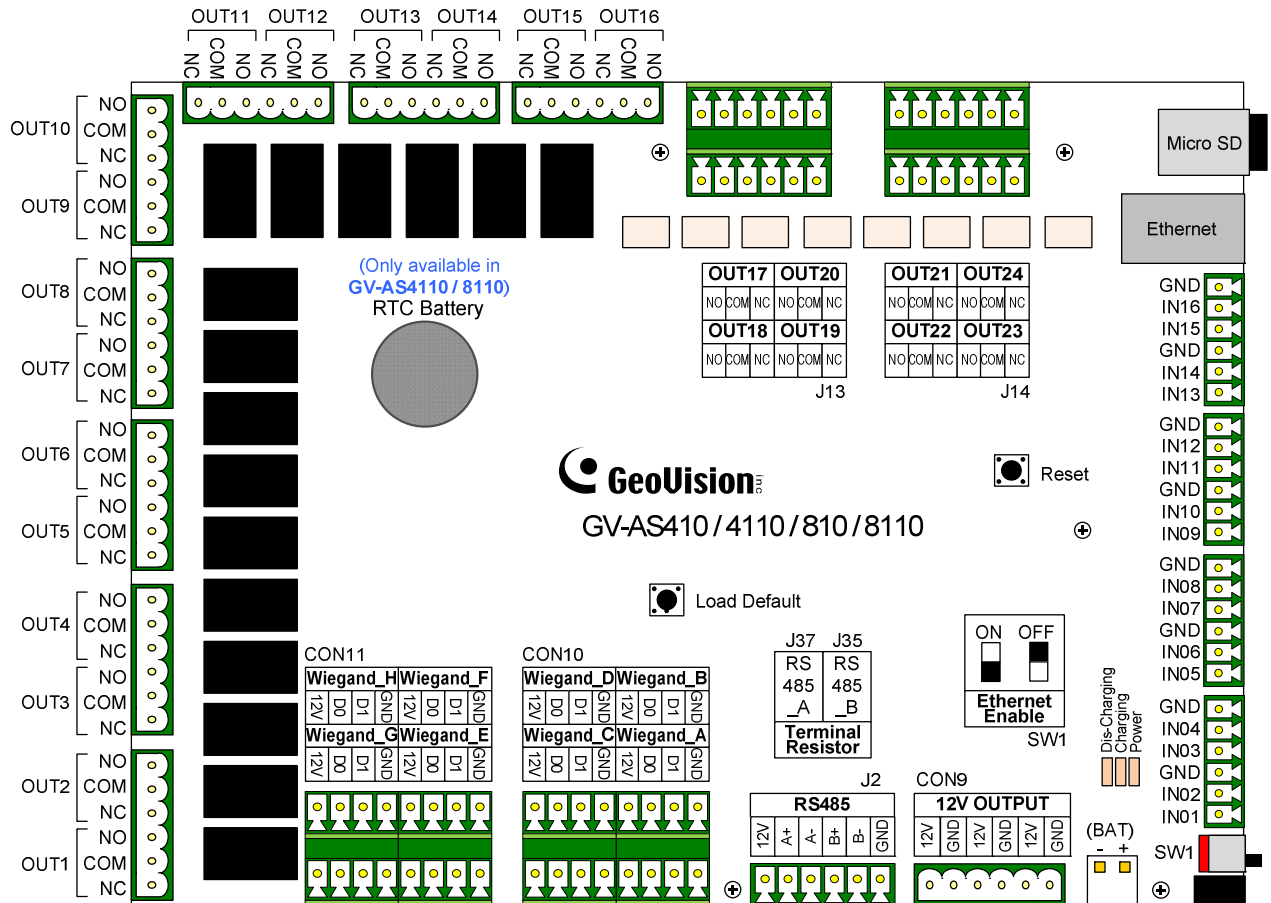 OUT11 OUT12 OUT13 OUT14 OUT15 OUT16
NC COM NO NC COM NO NC COM NO NC COM NO NC COM NO NC COM NO
OUT10
NO
COM
NC
OUT9
NO
COM
NC
OUT8
NO
COM
NC
OUT7
NO
COM
NC
OUT6
NO
COM
NC
OUT5
NO
COM
NC
OUT4
NO
COM
NC
OUT3
NO
COM
NC
OUT2
NO
COM
NC
OUT1
NO
COM
NC
Micro SD
Ethernet
(Only available in
GV-AS4110 / 8110)
RTC Battery
OUT17 OUT20
NO COM NC NO COM NC
OUT18 OUT19
NO COM NC NO COM NC
J13
OUT21 OUT24
NO COM NC NO COM NC
OUT22 OUT23
NO COM NC NO COM NC
J14
GeoVision inc
GV-AS410 / 4110 / 810 / 8110
Reset
Load Default
GND
IN16
IN15
GND
IN14
IN13
GND
IN12
IN11
GND
IN10
IN09
GND
IN08
IN07
GND
IN06
IN05
GND
IN04
IN03
GND
IN02
IN01
CON11
Wiegand_H Wiegand_F
12V D0 D1 GND 12V D0 D1 GND
Wiegand_G Wiegand_E
12V D0 D1 GND 12V D0 D1 GND
CON10
Wiegand_D Wiegand_B
12V D0 D1 GND 12V D0 D1 GND
Wiegand_C Wiegand_A
12V D0 D1 GND 12V D0 D1 GND
J37 J35
RS RS
485 485
_A _B
Terminal
Resistor
ON OFF
Ethernet
Enable
SW1
Dis-Charging
Charging
Power
J2
RS485
12V A+ A- B+ B- GND
CON9
12V OUTPUT
12V GND 12V GND 12V GND
(BAT)
- +
SW1